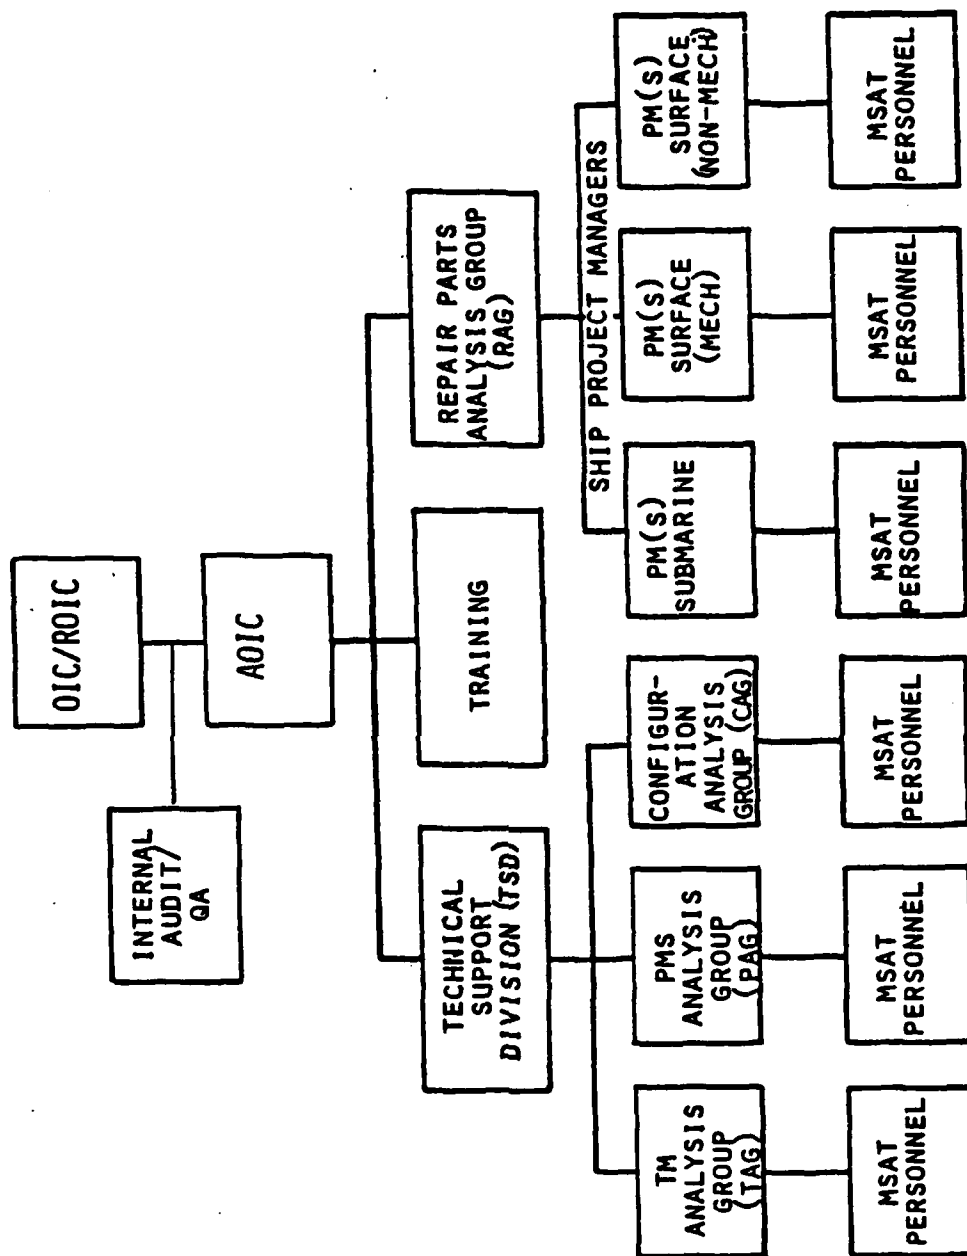 OIC/ROIC
INTERNAL
AUDIT/
QA
AOIC
TECHNICAL
SUPPORT
DIVISION (TSD)
TRAINING
REPAIR PARTS
ANALYSIS GROUP
(RAG)
SHIP PROJECT MANAGERS
TM
ANALYSIS
GROUP
(TAG)
PMS
ANALYSIS
GROUP
(PAG)
CONFIGUR-
ATION
ANALYSIS
GROUP (CAG)
PM(s)
SUBMARINE
PM(s)
SURFACE
(MECH)
PM(s)
SURFACE
(NON-MECH)
MSAT
PERSONNEL
MSAT
PERSONNEL
MSAT
PERSONNEL
MSAT
PERSONNEL
MSAT
PERSONNEL
MSAT
PERSONNEL